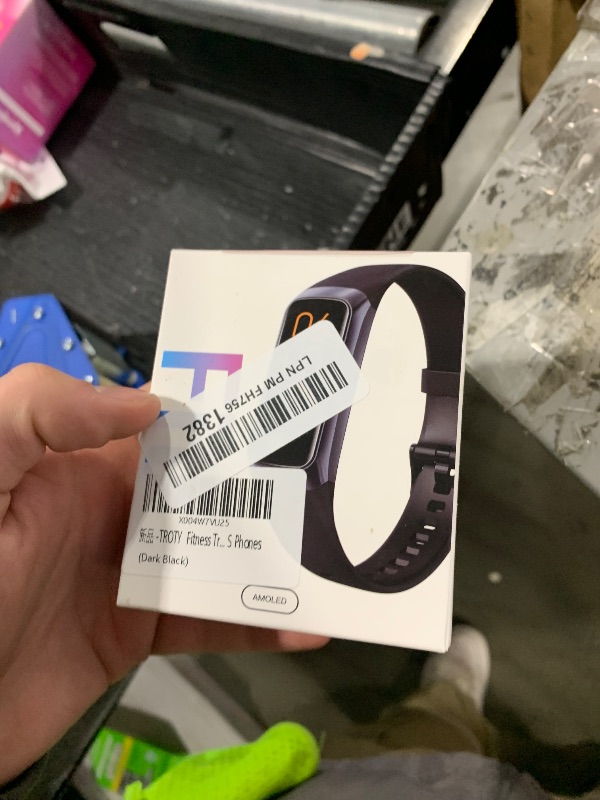 LPN PM FH756 1382
X004W7VU25
新品 -TROTY Fitness Tr... S Phones
(Dark Black)
AMOLED